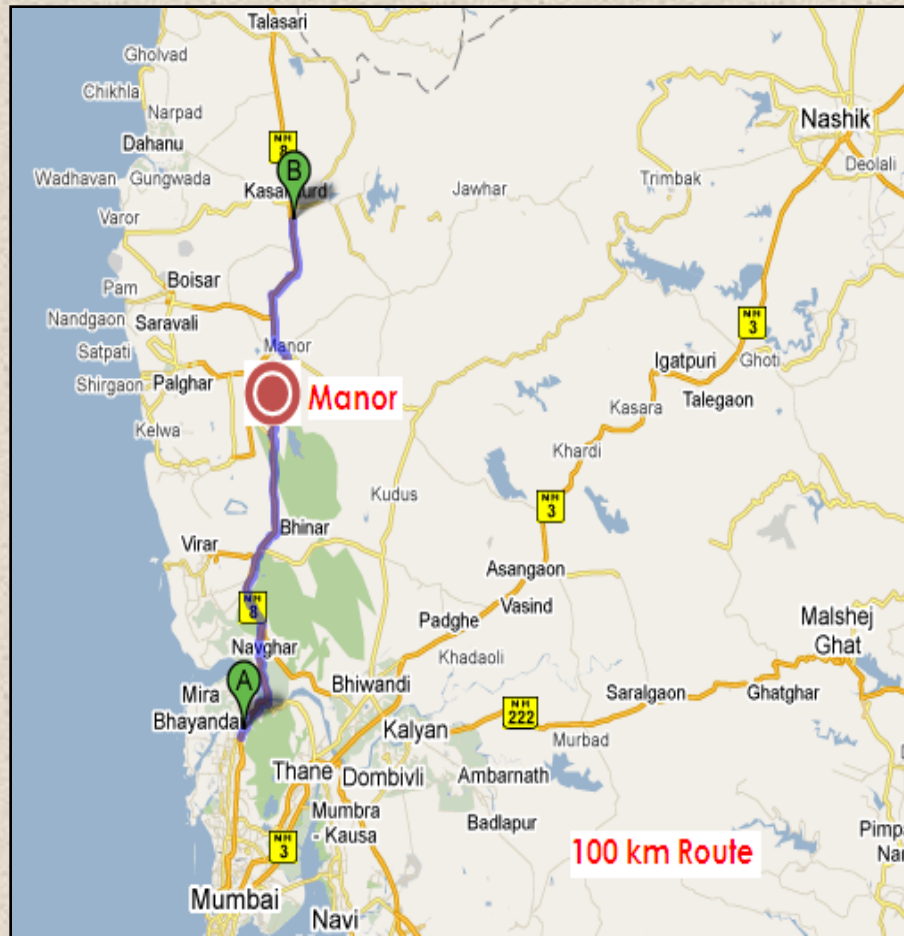 Talasari
Gholvad
Chikhla
Narpad
Nashik
NH
8
Dahanu
B
Deolali
Wadhavan
Gungwada
Jawhar
Trimbak
Varor
Boisar
Pam
NH
3
Nandgaon
Saravali
Manor
Satpati
Igatpuri
Ghoti
Shirgaon
Palghar
Manor
Talegaon
Kasara
Kelwa
Khardi
Kudus
NH
3
Bhinar
Virar
Asangaon
NH
8
Vasind
Padghe
Malshej
Ghat
Navghar
Khadaoli
A
Bhiwandi
Mira
Saralgaon
Ghatghar
NH
222
Kalyan
Murbad
Thane
Dombivli
Ambarnath
Mumbra
- Kausa
Badlapur
NH
3
100 km Route
Mumbai
Navi